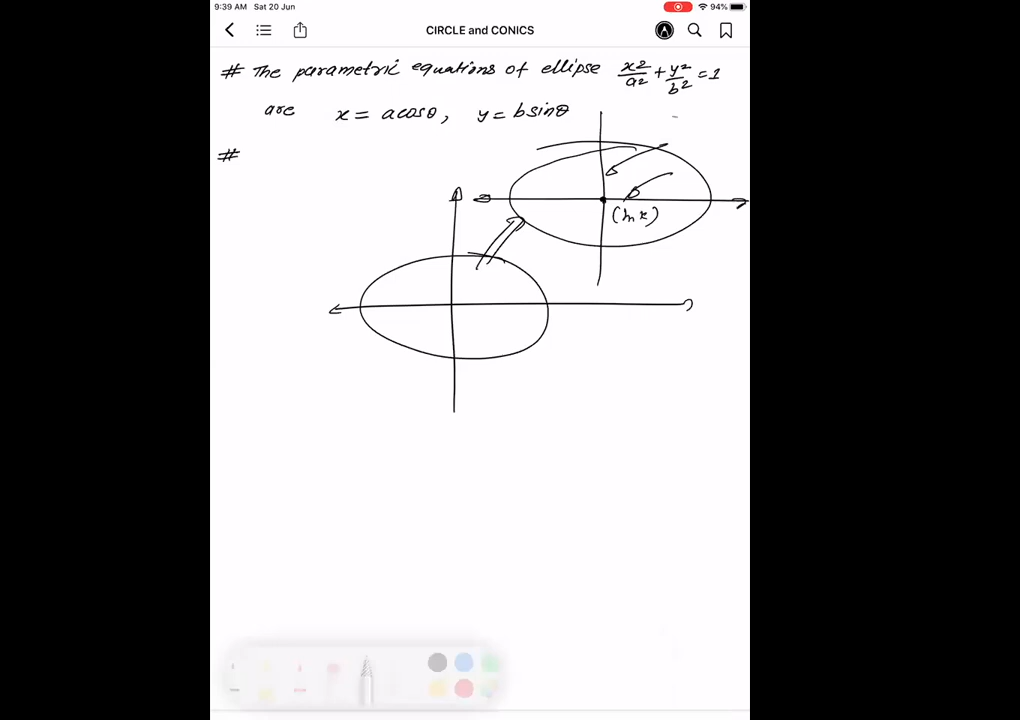 9:39 AM Sat 20 Jun 94%
CIRCLE and CONICS
# The parametric equations of ellipse x²/a² + y²/b² = 1
are x = acosθ, y = bsinθ
#
(h, k)